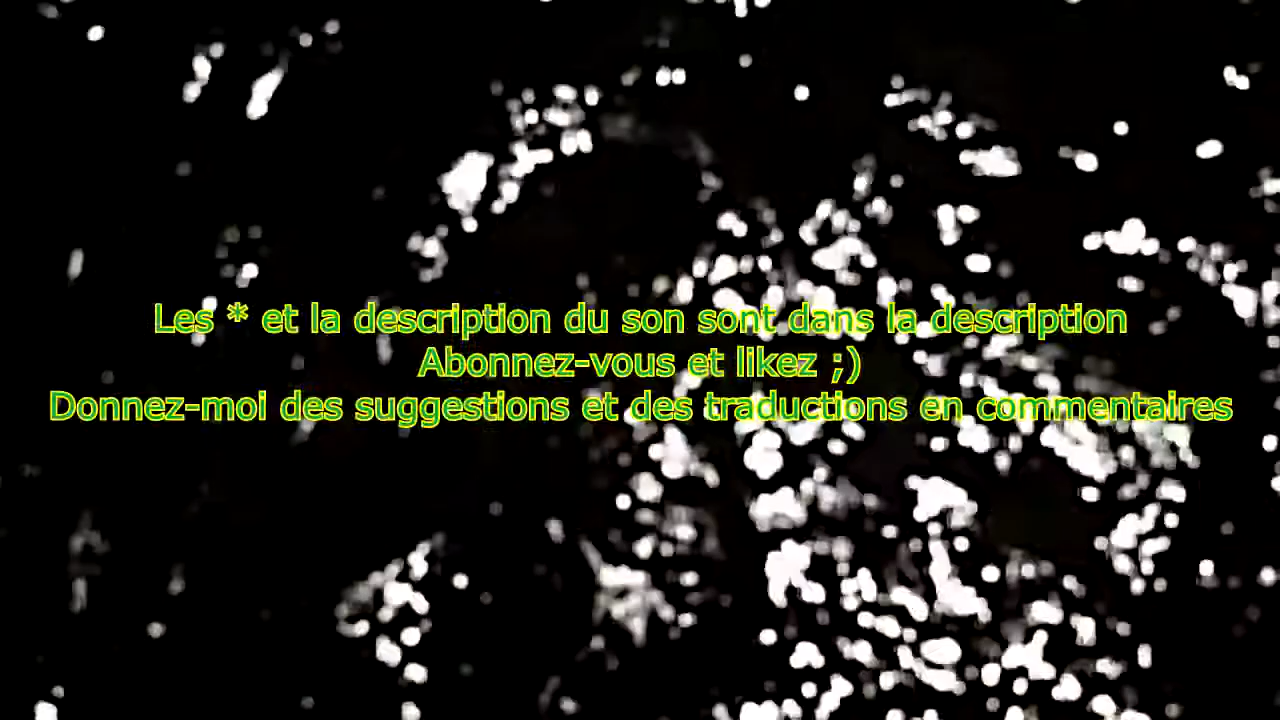 Les * et la description du son sont dans la description
Abonnez-vous et likez ;)
Donnez-moi des suggestions et des traductions en commentaires